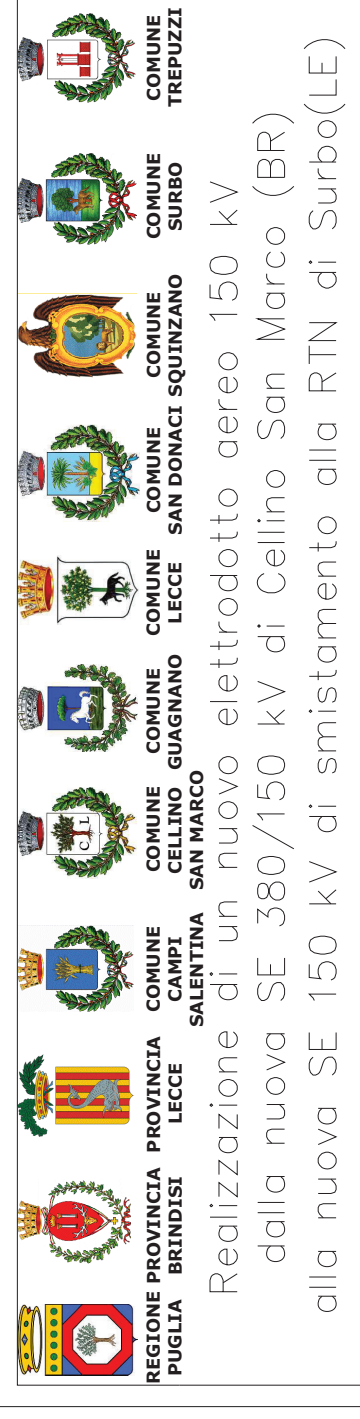 REGIONE PUGLIA
PROVINCIA BRINDISI
PROVINCIA LECCE
COMUNE CAMPI SALENTINA
COMUNE CELLINO SAN MARCO
C L
COMUNE GUAGNANO
COMUNE LECCE
COMUNE SAN DONACI
COMUNE SQUINZANO
COMUNE SURBO
COMUNE TREPUZZI
Realizzazione di un nuovo elettrodotto aereo 150 kV
dalla nuova SE 380/150 kV di Cellino San Marco (BR)
alla nuova SE 150 kV di smistamento alla RTN di Surbo(LE)